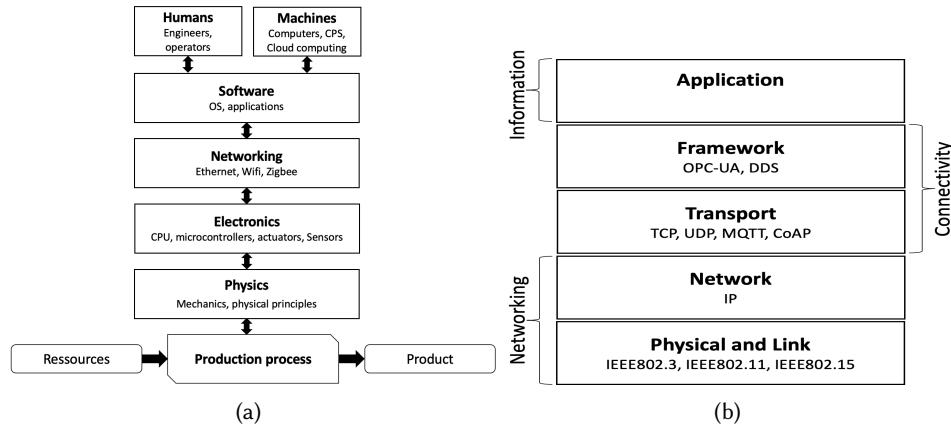 Humans
Engineers,
operators
Machines
Computers, CPS,
Cloud computing
Software
OS, applications
Networking
Ethernet, Wifi, Zigbee
Electronics
CPU, microcontrollers, actuators, Sensors
Physics
Mechanics, physical principles
Ressources
Production process
Product
(a)
Information
Application
Framework
OPC-UA, DDS
Transport
TCP, UDP, MQTT, CoAP
Connectivity
Networking
Network
IP
Physical and Link
IEEE802.3, IEEE802.11, IEEE802.15
(b)